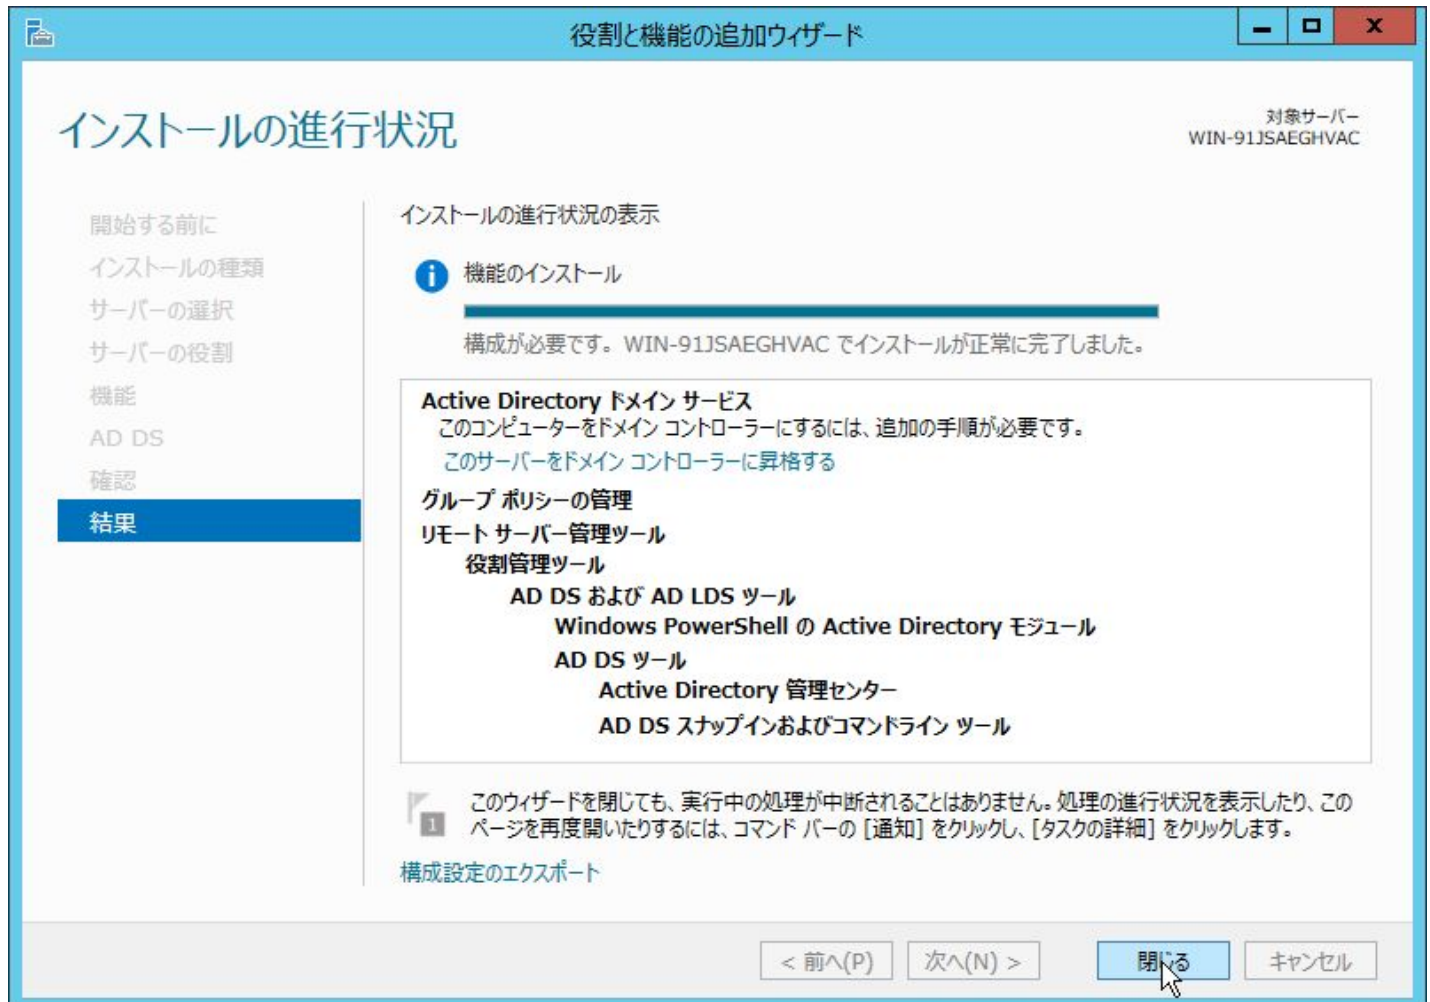 役割と機能の追加ウィザード
インストールの進行状況
対象サーバー
WIN-91JSAEGHVAC
開始する前に
インストールの種類
サーバーの選択
サーバーの役割
機能
AD DS
確認
結果
インストールの進行状況の表示
機能のインストール
構成が必要です。WIN-91JSAEGHVAC でインストールが正常に完了しました。
Active Directory ドメイン サービス
このコンピューターをドメイン コントローラーにするには、追加の手順が必要です。
このサーバーをドメイン コントローラーに昇格する
グループ ポリシーの管理
リモート サーバー管理ツール
役割管理ツール
AD DS および AD LDS ツール
Windows PowerShell の Active Directory モジュール
AD DS ツール
Active Directory 管理センター
AD DS スナップインおよびコマンドライン ツール
1
このウィザードを閉じても、実行中の処理が中断されることはありません。処理の進行状況を表示したり、この
ページを再度開いたりするには、コマンド バーの [通知] をクリックし、[タスクの詳細] をクリックします。
構成設定のエクスポート
< 前へ(P)
次へ(N) >
閉じる
キャンセル